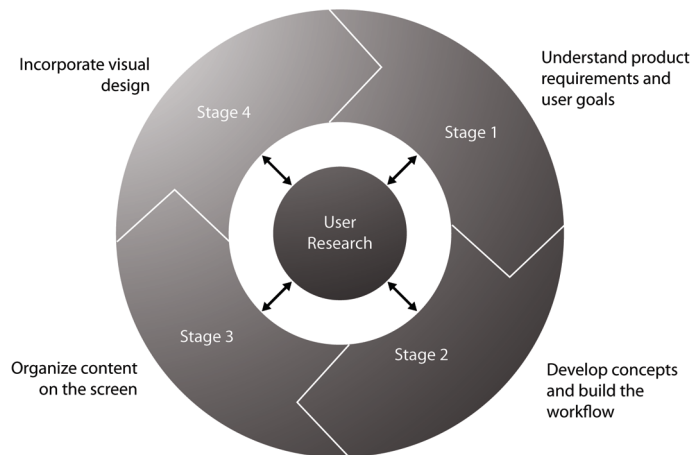 Understand product
requirements and
user goals
Stage 1
Develop concepts
and build the
workflow
Stage 2
Organize content
on the screen
Stage 3
Incorporate visual
design
Stage 4
User
Research